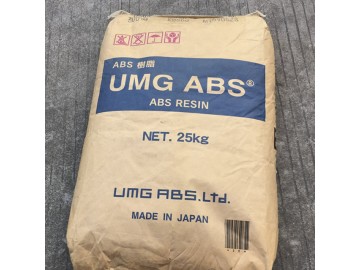 ABS 樹脂
UMG ABS®
ABS RESIN
NET. 25kg
UMG ABS.Ltd.
MADE IN JAPAN